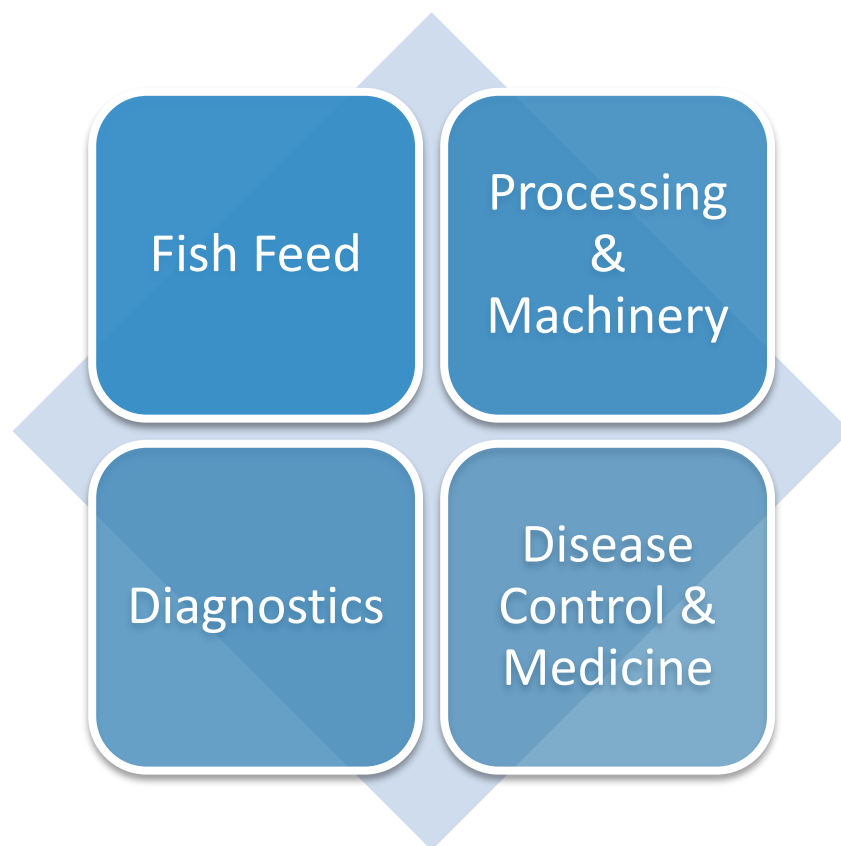 Fish Feed
Processing
&
Machinery
Diagnostics
Disease
Control &
Medicine